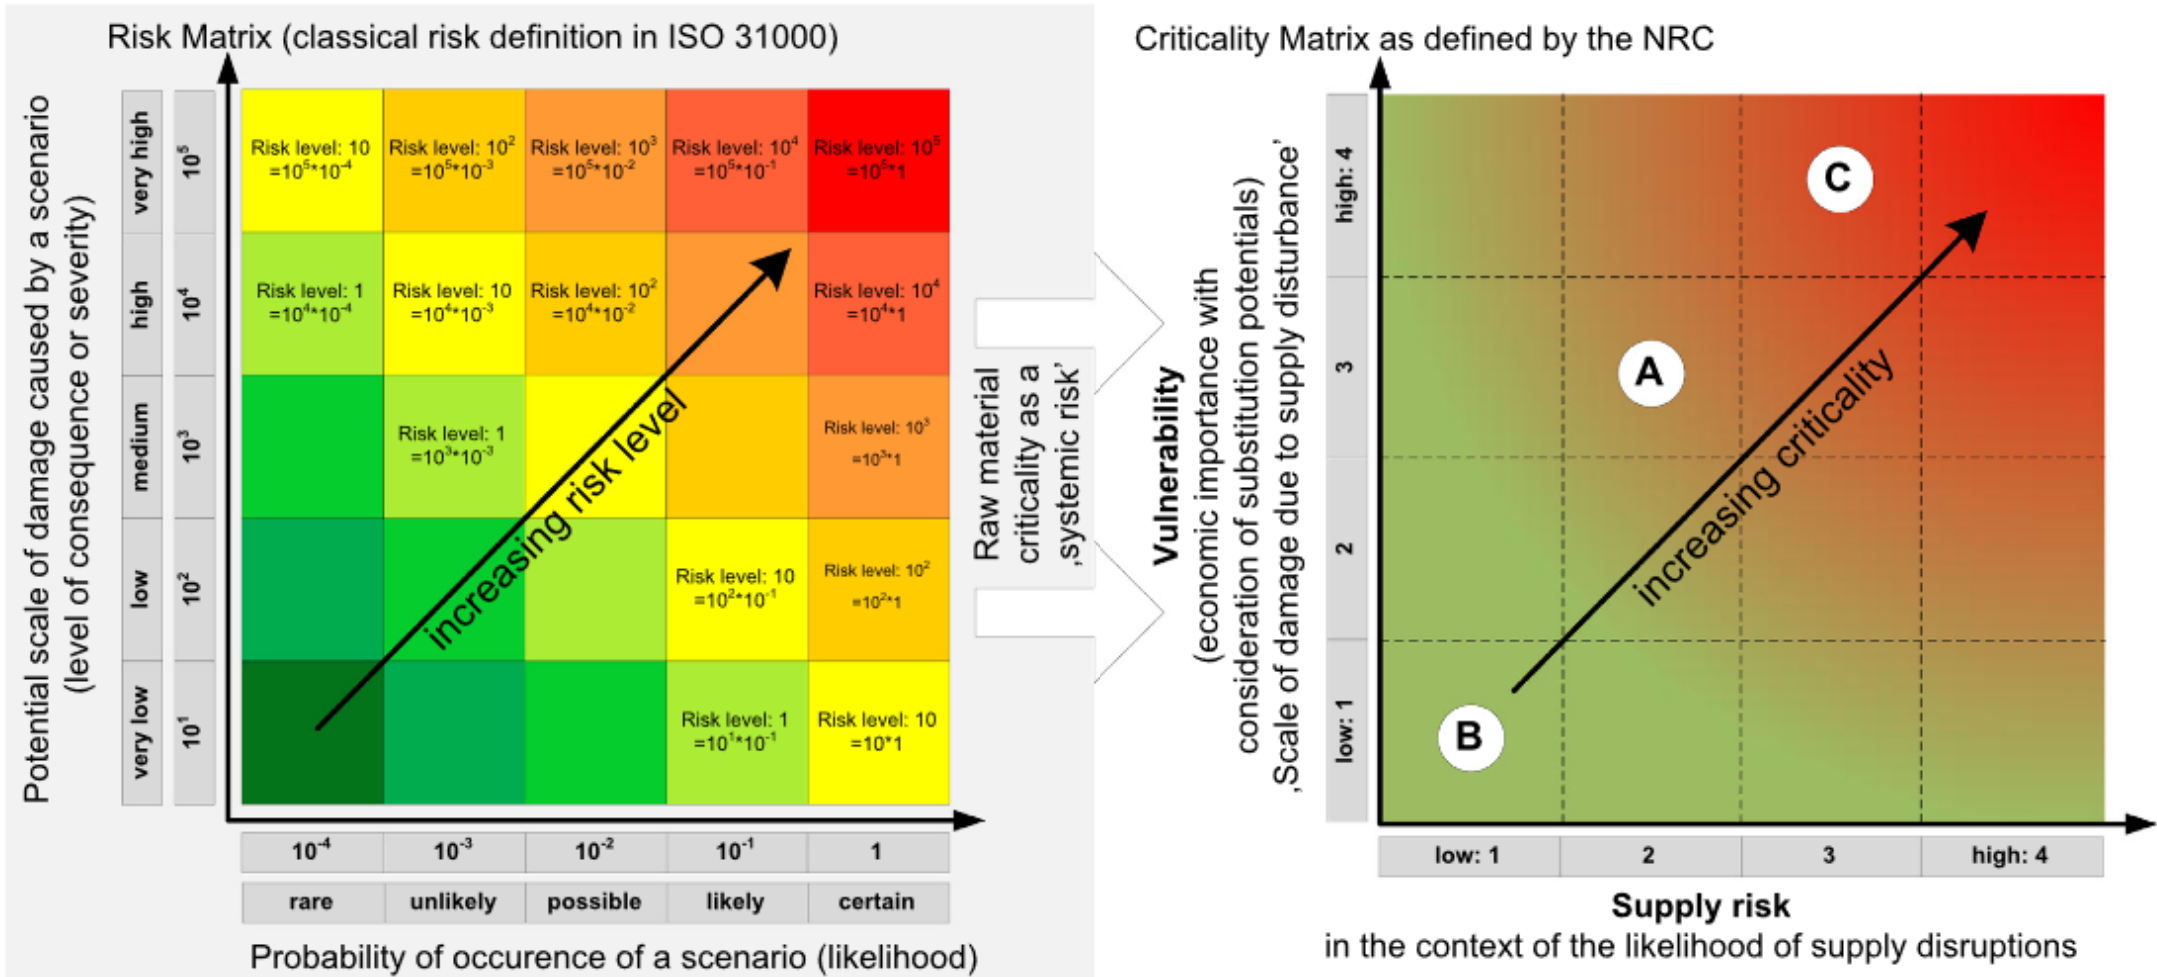 Risk Matrix (classical risk definition in ISO 31000)
Potential scale of damage caused by a scenario
(level of consequence or severity)
very high
10⁵
Risk level: 10
=10⁵*10⁻⁴
Risk level: 10²
=10⁵*10⁻³
Risk level: 10³
=10⁵*10⁻²
Risk level: 10⁴
=10⁵*10⁻¹
Risk level: 10⁵
=10⁵*1
high
10⁴
Risk level: 1
=10⁴*10⁻⁴
Risk level: 10
=10⁴*10⁻³
Risk level: 10²
=10⁴*10⁻²
Risk level: 10⁴
=10⁴*1
medium
10³
Risk level: 1
=10³*10⁻³
Risk level: 10³
=10³*1
low
10²
Risk level: 10
=10²*10⁻¹
Risk level: 10²
=10²*1
very low
10¹
Risk level: 1
=10¹*10⁻¹
Risk level: 10
=10*1
increasing risk level
10⁻⁴
10⁻³
10⁻²
10⁻¹
1
rare
unlikely
possible
likely
certain
Probability of occurence of a scenario (likelihood)
Raw material
criticality as a
‚systemic risk’
Criticality Matrix as defined by the NRC
Vulnerability
(economic importance with
consideration of substitution potentials)
‚Scale of damage due to supply disturbance’
high: 4
3
2
low: 1
C
A
B
increasing criticality
low: 1
2
3
high: 4
Supply risk
in the context of the likelihood of supply disruptions